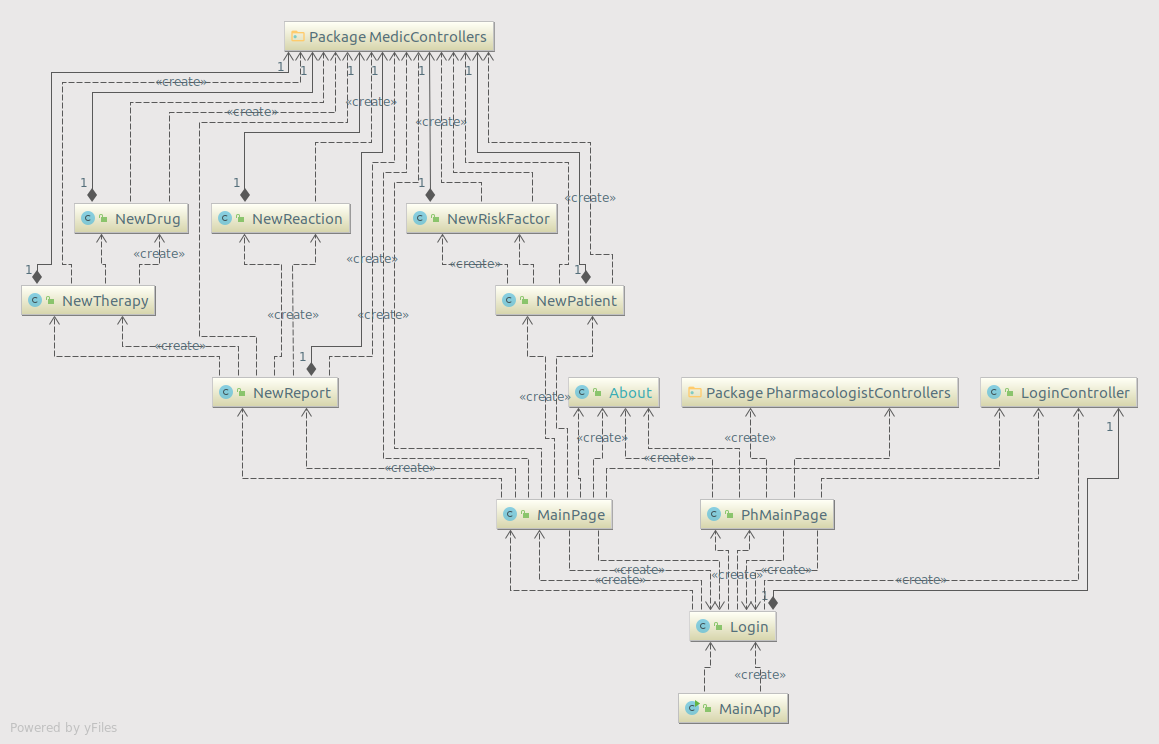 Package MedicControllers
1 1 1 1 1 1
«create»
«create»
«create»
«create»
1 1 1
«create»
NewDrug NewReaction NewRiskFactor
«create»
«create»
«create»
1 1
NewTherapy NewPatient
«create» «create»
«create»
1
NewReport About Package PharmacologistControllers LoginController
«create»
1
«create» «create»
«create»
«create»
MainPage PhMainPage
«create» «create» «create»
«create» «create»
1
Login
«create»
MainApp
Powered by yFiles